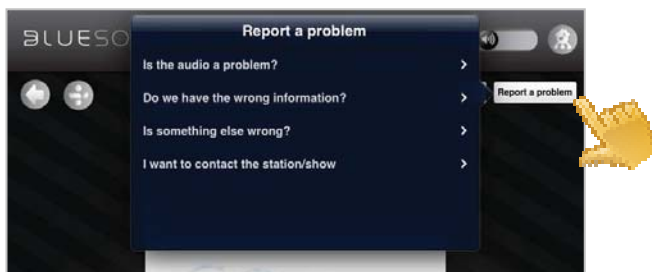 BLUESO
Report a problem
Is the audio a problem?
Do we have the wrong information?
Is something else wrong?
I want to contact the station/show
Report a problem